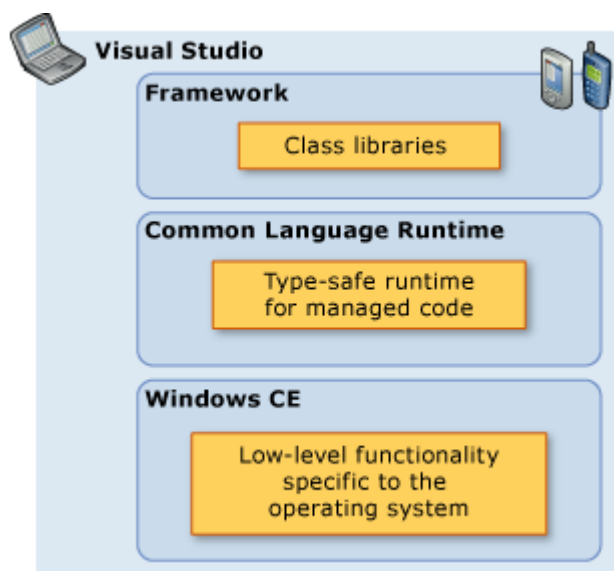 Visual Studio
Framework
Class libraries
Common Language Runtime
Type-safe runtime
for managed code
Windows CE
Low-level functionality
specific to the
operating system